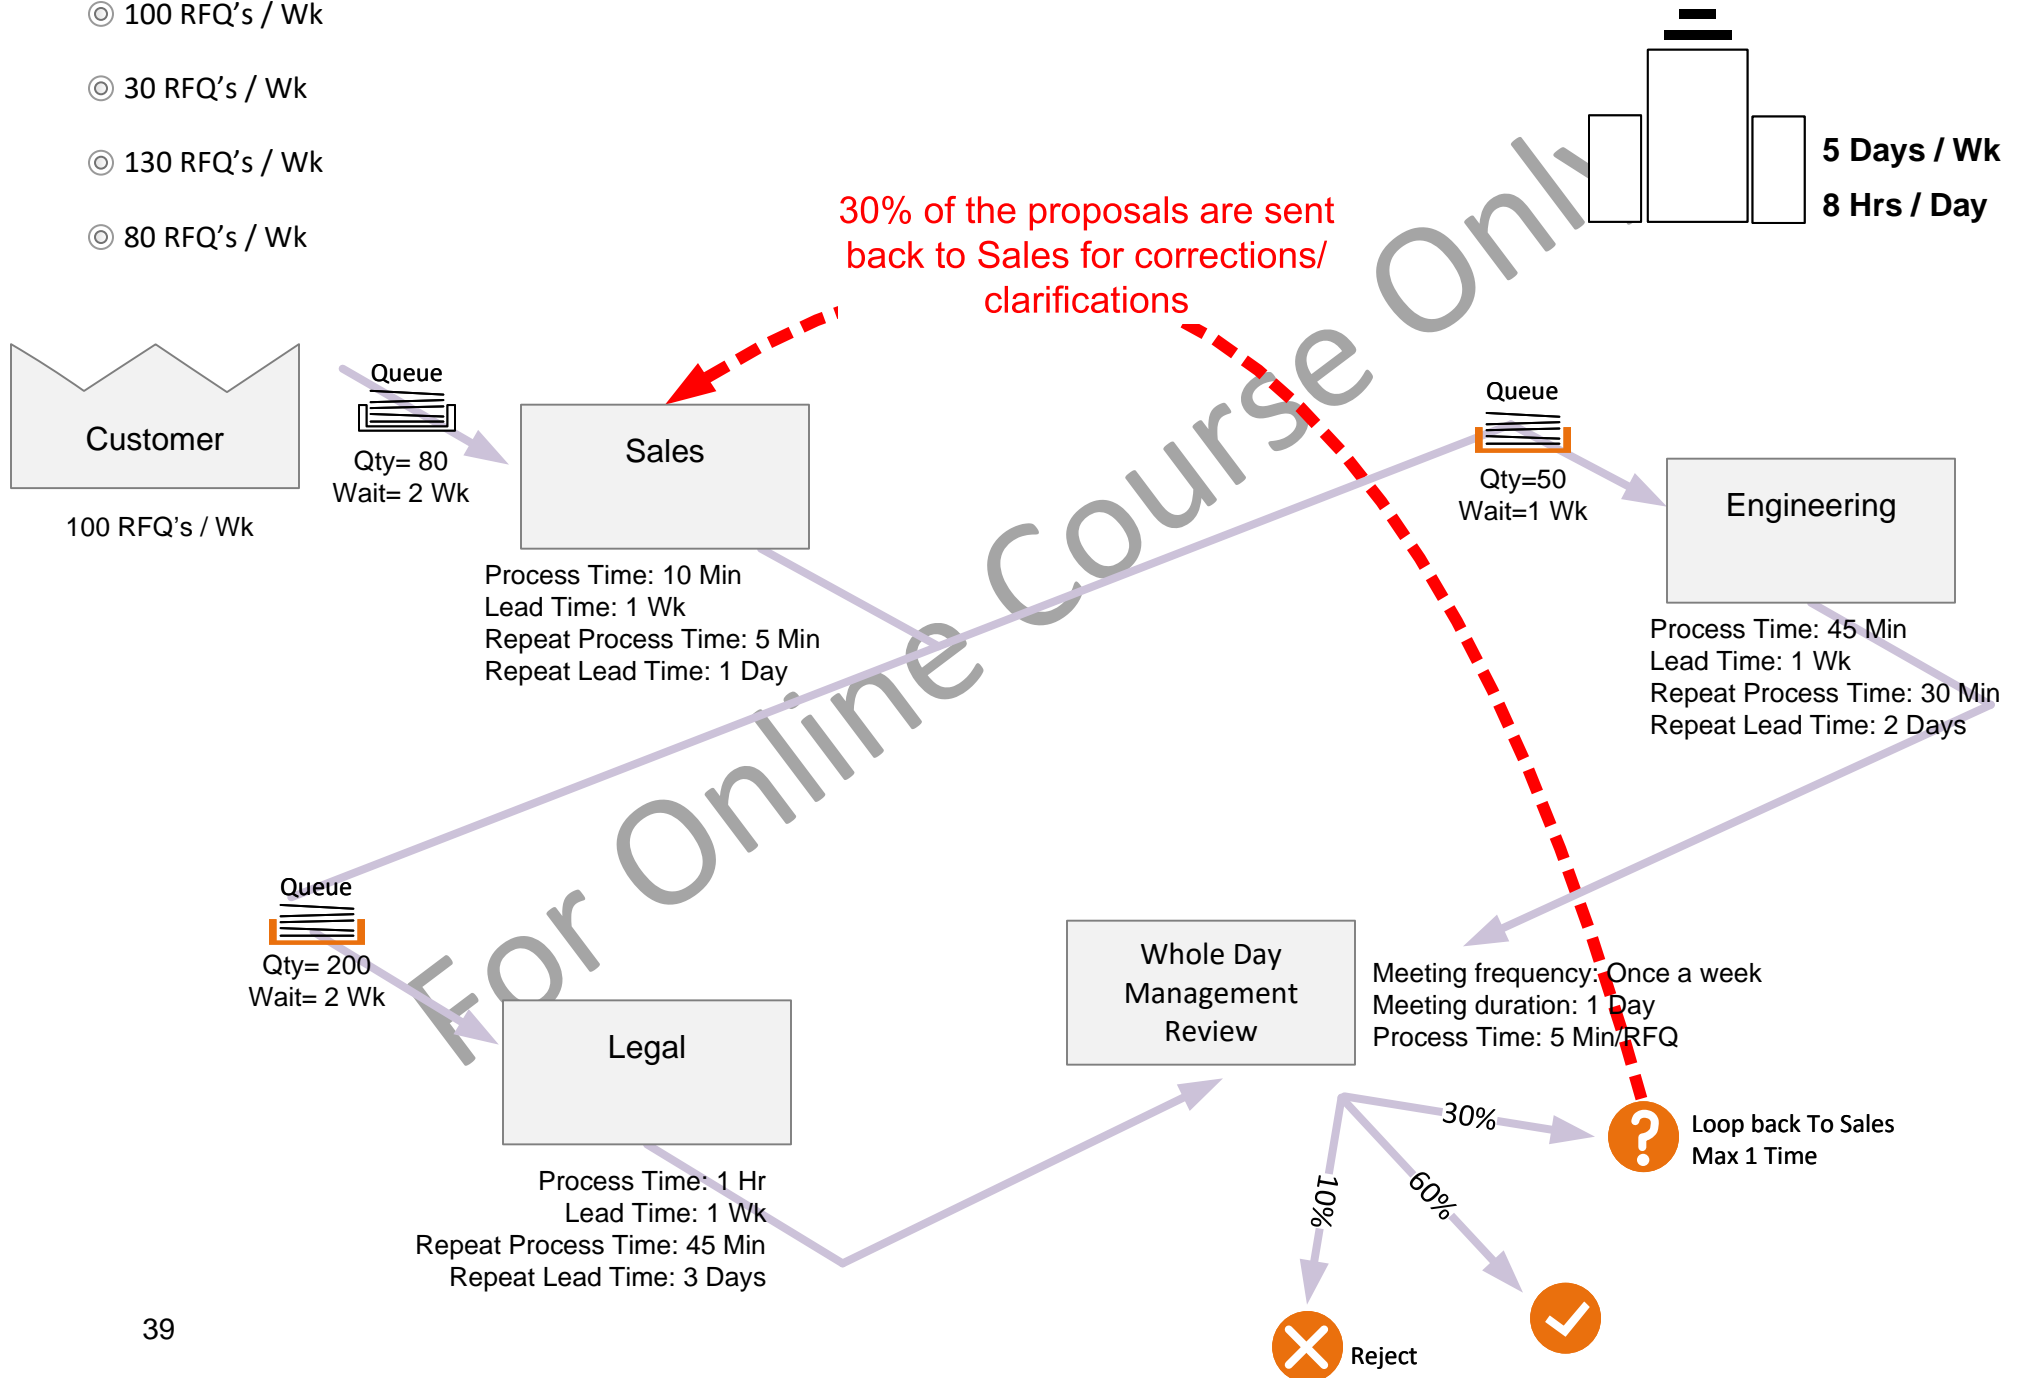 100 RFQ's / Wk
30 RFQ's / Wk
130 RFQ's / Wk
80 RFQ's / Wk
5 Days / Wk
8 Hrs / Day
30% of the proposals are sent
back to Sales for corrections/
clarifications
Customer
100 RFQ's / Wk
Queue
Qty= 80
Wait= 2 Wk
Sales
Process Time: 10 Min
Lead Time: 1 Wk
Repeat Process Time: 5 Min
Repeat Lead Time: 1 Day
Queue
Qty=50
Wait=1 Wk
Engineering
Process Time: 45 Min
Lead Time: 1 Wk
Repeat Process Time: 30 Min
Repeat Lead Time: 2 Days
For Online Course Only
Queue
Qty= 200
Wait= 2 Wk
Legal
Process Time: 1 Hr
Lead Time: 1 Wk
Repeat Process Time: 45 Min
Repeat Lead Time: 3 Days
Whole Day
Management
Review
Meeting frequency: Once a week
Meeting duration: 1 Day
Process Time: 5 Min/RFQ
30%
?
Loop back To Sales
Max 1 Time
10%
60%
Reject
39